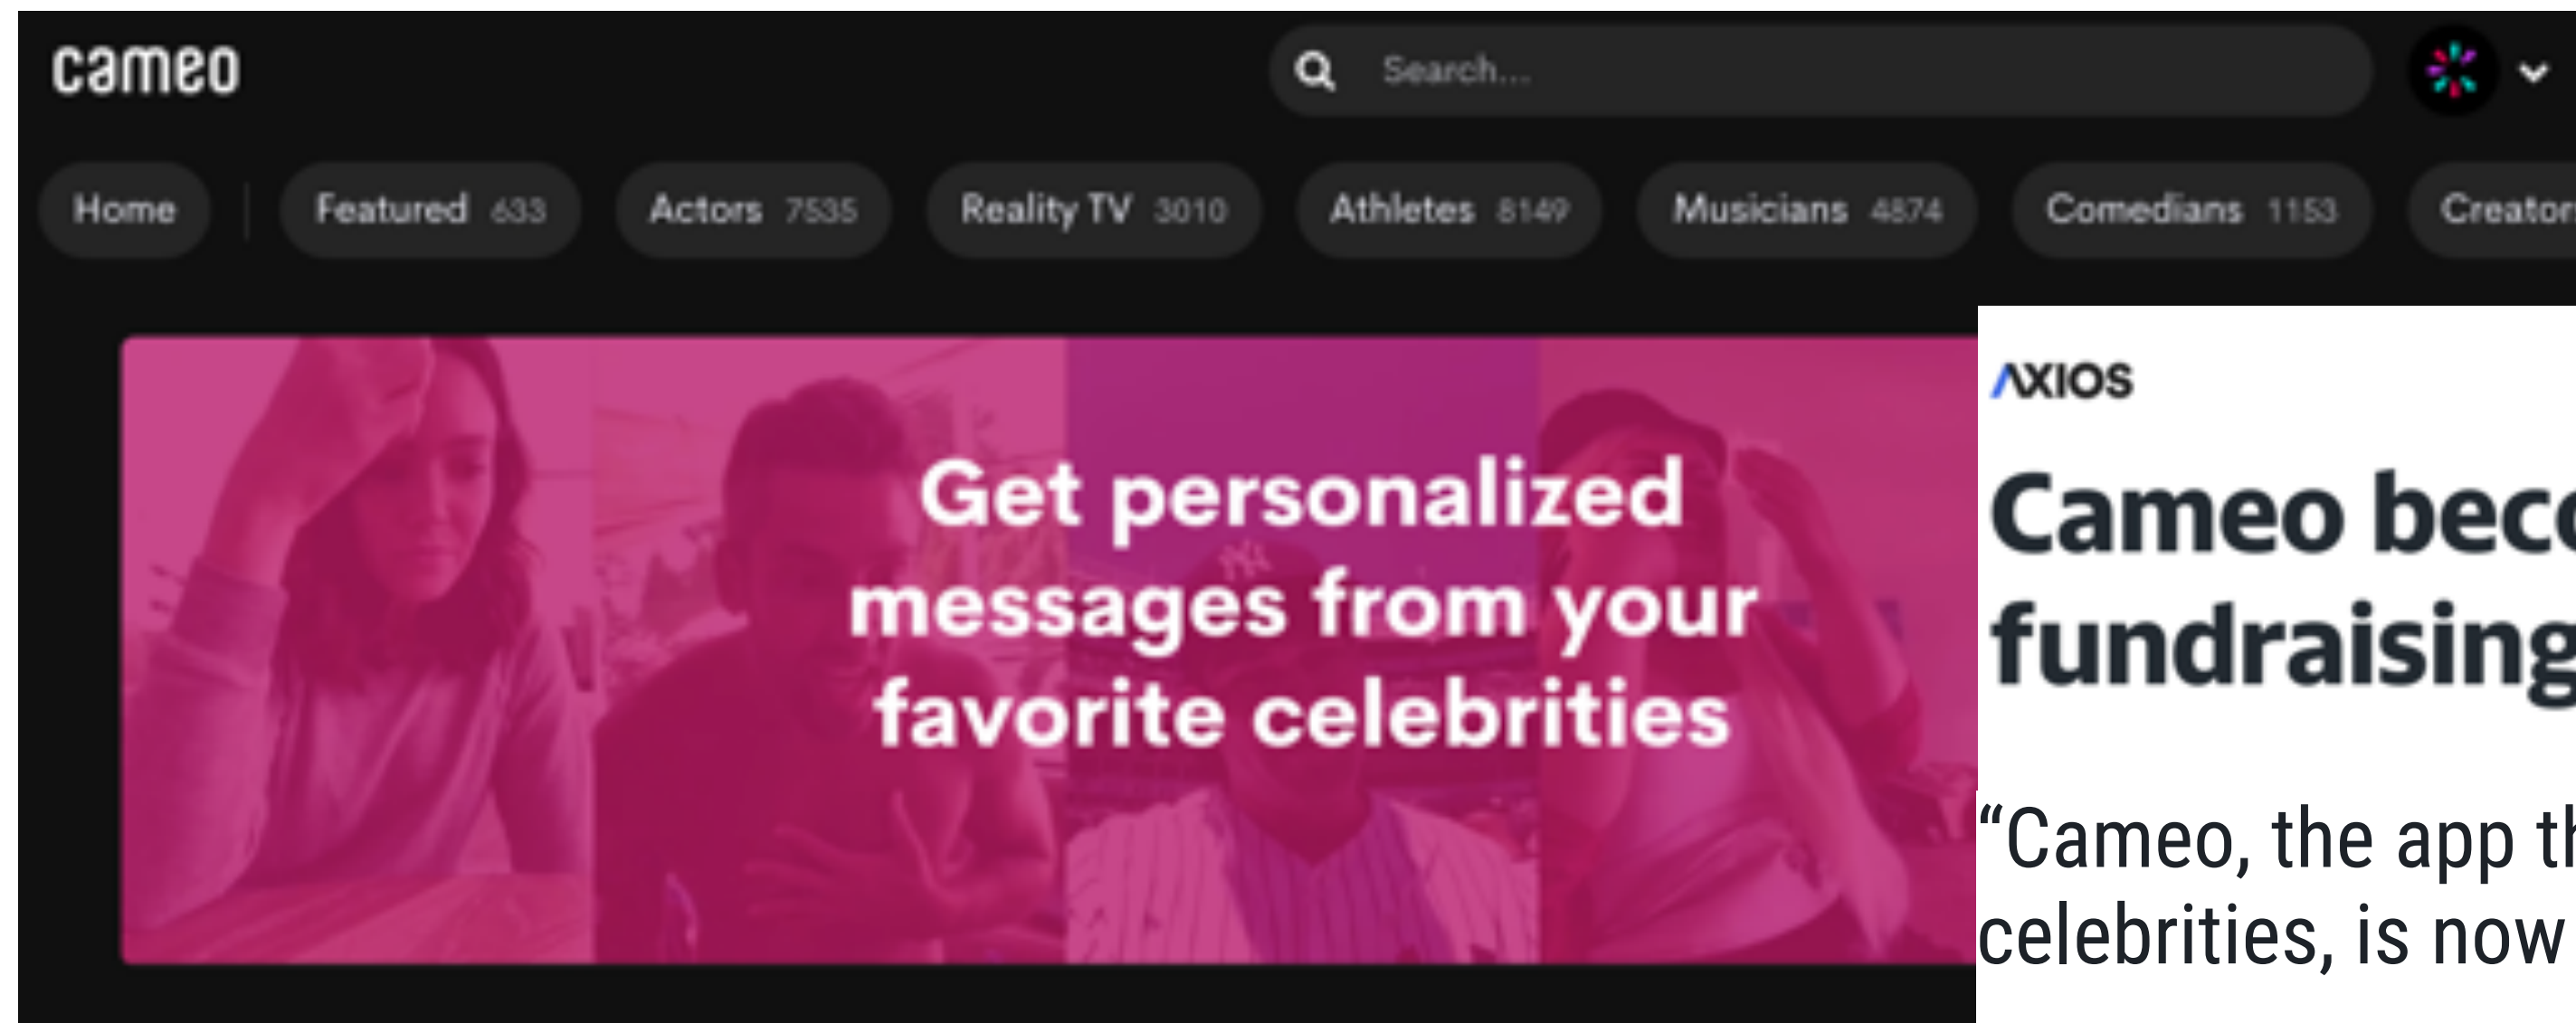 cameo
Search...
Home Featured 633 Actors 7535 Reality TV 3010 Athletes 8149 Musicians 4874 Comedians 1153 Creator
Get personalized
messages from your
favorite celebrities
AXIOS
Cameo
fundraising
“Cameo, the app
celebrities, is now